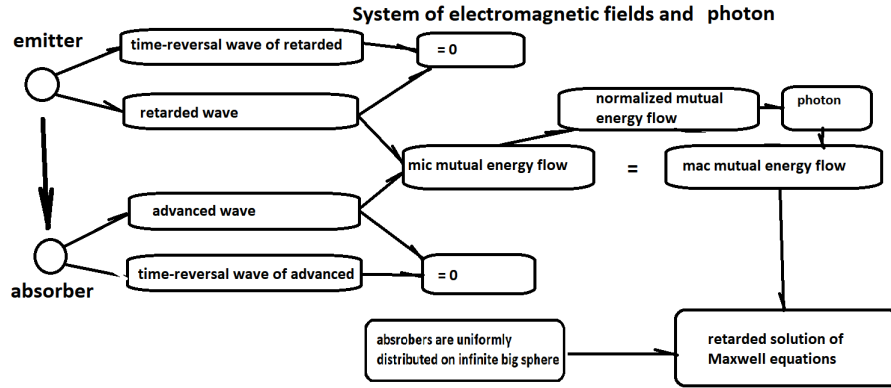 System of electromagnetic fields and photon
emitter
time-reversal wave of retarded
= 0
retarded wave
normalized mutual
energy flow
photon
mic mutual energy flow
=
mac mutual energy flow
advanced wave
time-reversal wave of advanced
= 0
absorber
absrobers are uniformly
distributed on infinite big sphere
retarded solution of
Maxwell equations